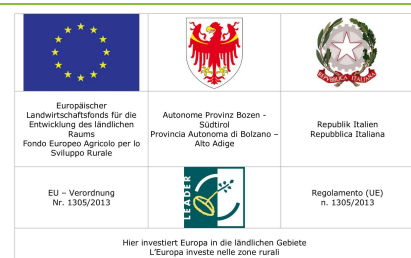 Europäischer
Landwirtschaftsfonds für die
Entwicklung des ländlichen
Raums
Fondo Europeo Agricolo per lo
Sviluppo Rurale
Autonome Provinz Bozen -
Südtirol
Provincia Autonoma di Bolzano –
Alto Adige
REPVBBLICA ITALIANA
Republik Italien
Repubblica Italiana
EU – Verordnung
Nr. 1305/2013
LEADER
Regolamento (UE)
n. 1305/2013
Hier investiert Europa in die ländlichen Gebiete
L'Europa investe nelle zone rurali